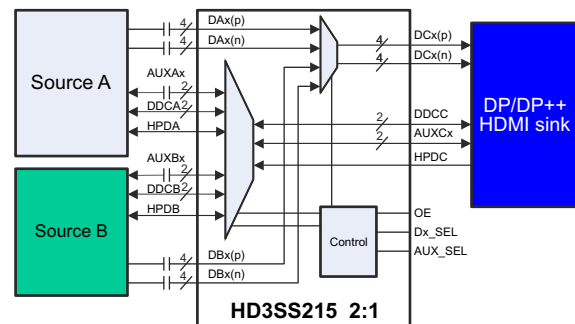 Source A
4
DAx(p)
4
DAx(n)
AUXAx
2
DDCA
2
HPDA
AUXBx
2
DDCB
2
HPDB
Source B
4
DBx(p)
4
DBx(n)
4
DCx(p)
4
DCx(n)
2
DDCC
2
AUXCx
HPDC
DP/DP++
HDMI sink
Control
OE
Dx_SEL
AUX_SEL
HD3SS215 2:1